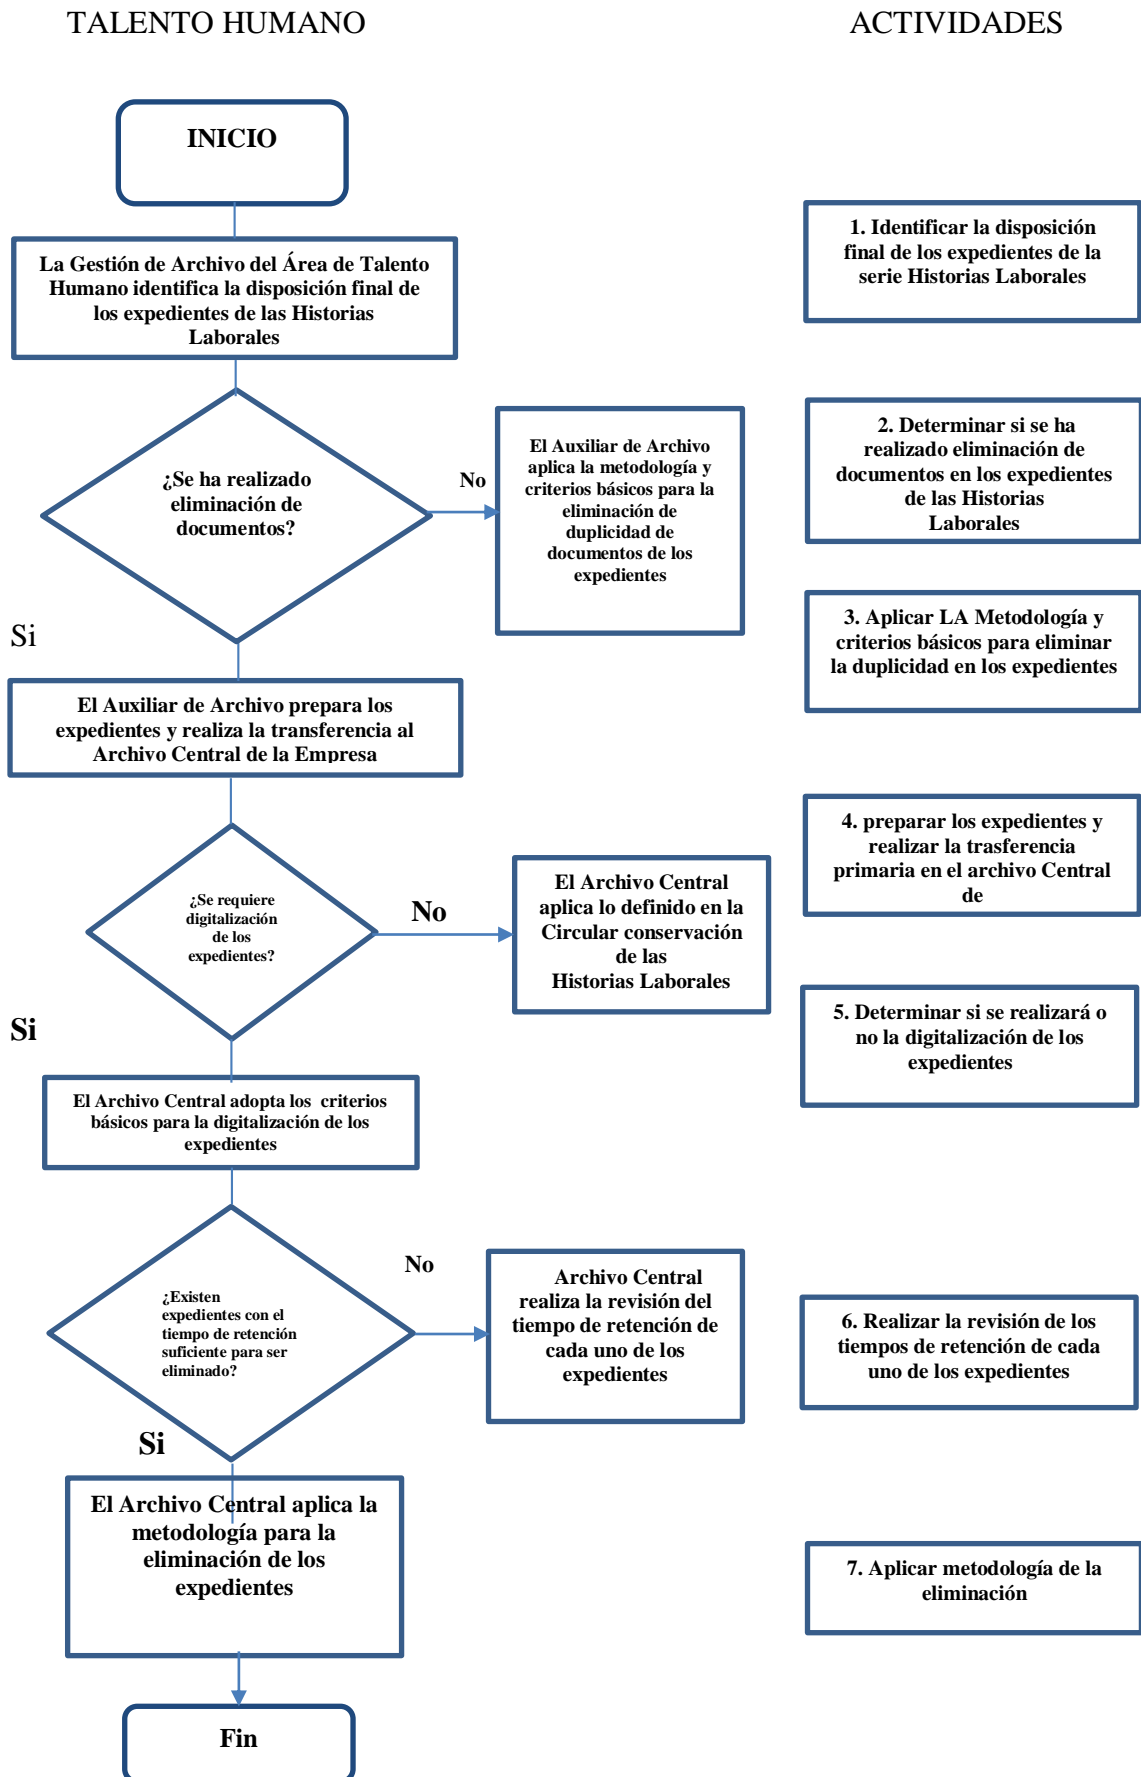 TALENTO HUMANO
ACTIVIDADES
INICIO
La Gestión de Archivo del Área de Talento
Humano identifica la disposición final de
los expedientes de las Historias
Laborales
1. Identificar la disposición
final de los expedientes de la
serie Historias Laborales
¿Se ha realizado
eliminación de
documentos?
No
El Auxiliar de Archivo
aplica la metodología y
criterios básicos para la
eliminación de
duplicidad de
documentos de los
expedientes
2. Determinar si se ha
realizado eliminación de
documentos en los expedientes
de las Historias
Laborales
Si
3. Aplicar LA Metodología y
criterios básicos para eliminar
la duplicidad en los expedientes
El Auxiliar de Archivo prepara los
expedientes y realiza la transferencia al
Archivo Central de la Empresa
4. preparar los expedientes y
realizar la trasferencia
primaria en el archivo Central
de
¿Se requiere
digitalización
de los
expedientes?
No
El Archivo Central
aplica lo definido en la
Circular conservación
de las
Historias Laborales
Si
5. Determinar si se realizará o
no la digitalización de los
expedientes
El Archivo Central adopta los criterios
básicos para la digitalización de los
expedientes
¿Existen
expedientes con el
tiempo de retención
suficiente para ser
eliminado?
No
Archivo Central
realiza la revisión del
tiempo de retención de
cada uno de los
expedientes
6. Realizar la revisión de los
tiempos de retención de cada
uno de los expedientes
Si
El Archivo Central aplica la
metodología para la
eliminación de los
expedientes
7. Aplicar metodología de la
eliminación
Fin